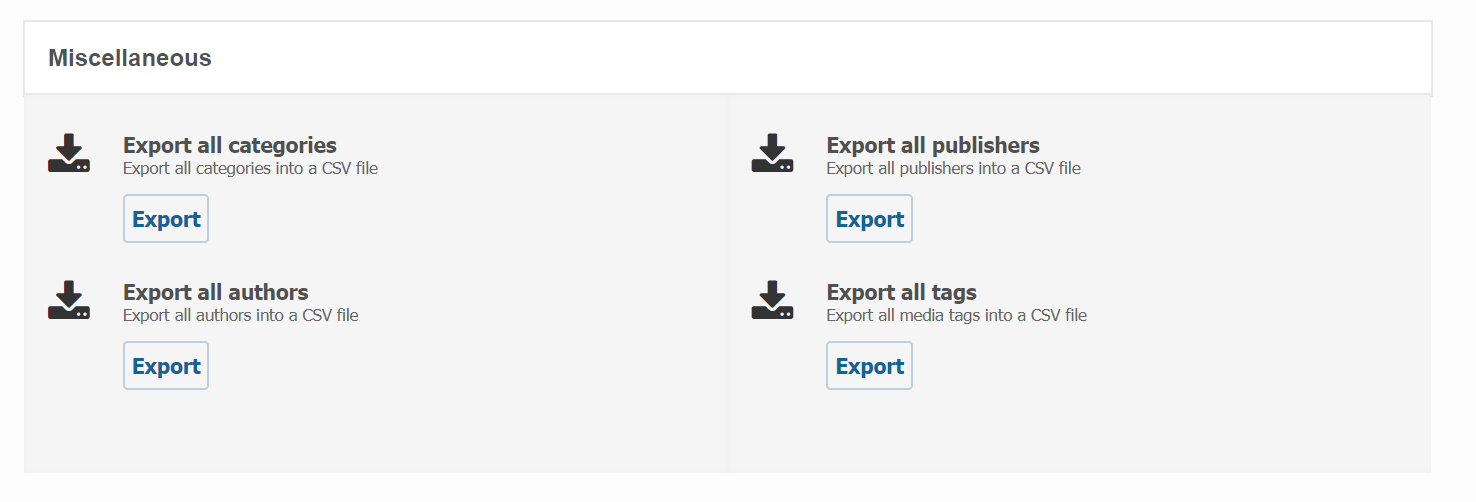 Miscellaneous
Export all categories
Export all categories into a CSV file
Export
Export all publishers
Export all publishers into a CSV file
Export
Export all authors
Export all authors into a CSV file
Export
Export all tags
Export all media tags into a CSV file
Export